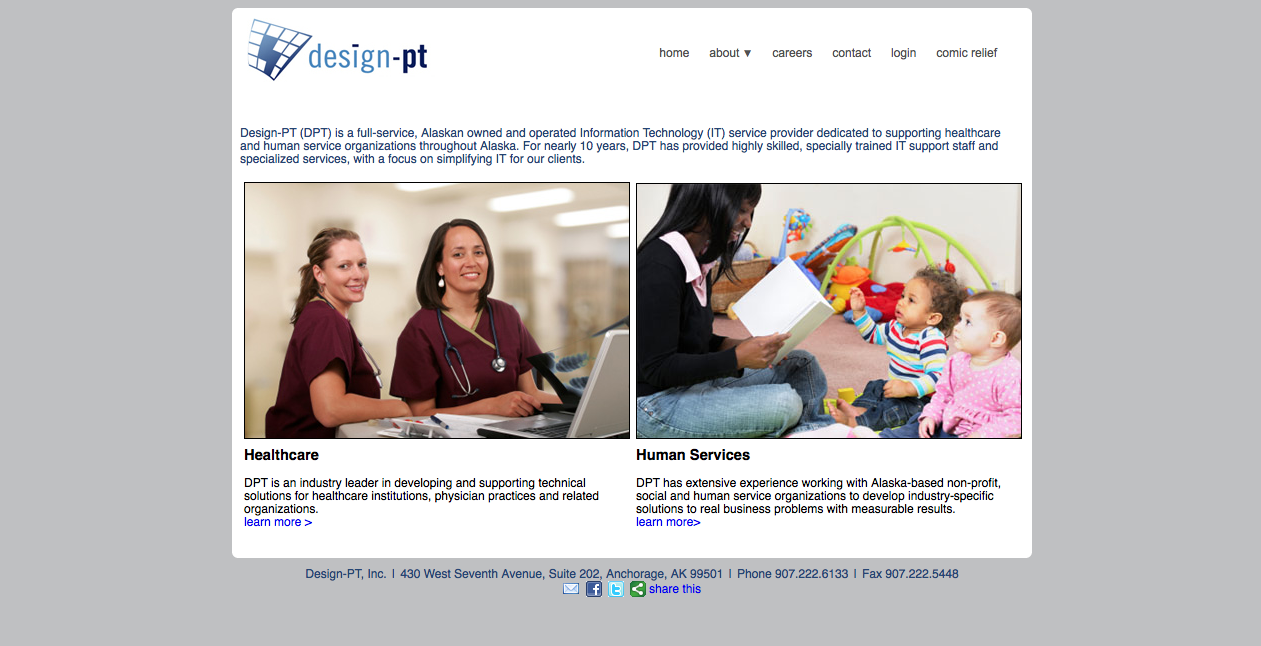 design-pt
home about ▼ careers contact login comic relief
Design-PT (DPT) is a full-service, Alaskan owned and operated Information Technology (IT) service provider dedicated to supporting healthcare
and human service organizations throughout Alaska. For nearly 10 years, DPT has provided highly skilled, specially trained IT support staff and
specialized services, with a focus on simplifying IT for our clients.
Healthcare
DPT is an industry leader in developing and supporting technical
solutions for healthcare institutions, physician practices and related
organizations.
learn more >
Human Services
DPT has extensive experience working with Alaska-based non-profit,
social and human service organizations to develop industry-specific
solutions to real business problems with measurable results.
learn more>
Design-PT, Inc. | 430 West Seventh Avenue, Suite 202, Anchorage, AK 99501 | Phone 907.222.6133 | Fax 907.222.5448
share this